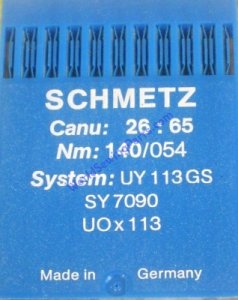 SCHMETZ
Canu: 26 : 65
Nm: 140/054
System: UY 113 GS
SY 7090
UO x 113
Made in Germany